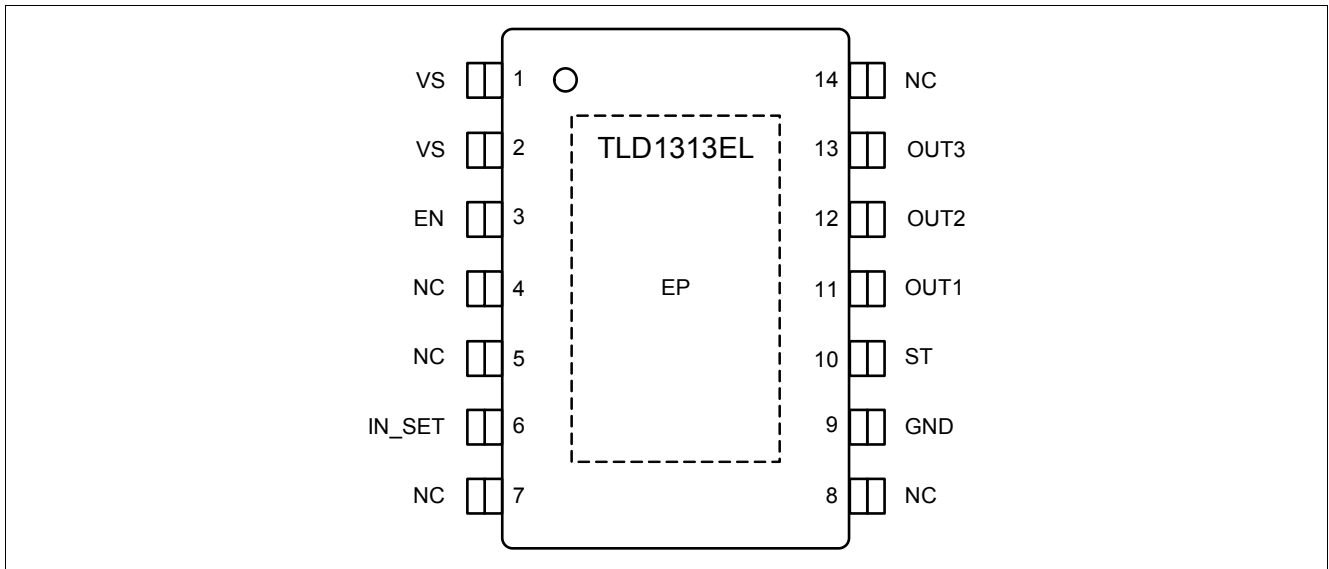 VS 1 14 NC
VS 2 TLD1313EL 13 OUT3
EN 3 12 OUT2
NC 4 EP 11 OUT1
NC 5 10 ST
IN_SET 6 9 GND
NC 7 8 NC